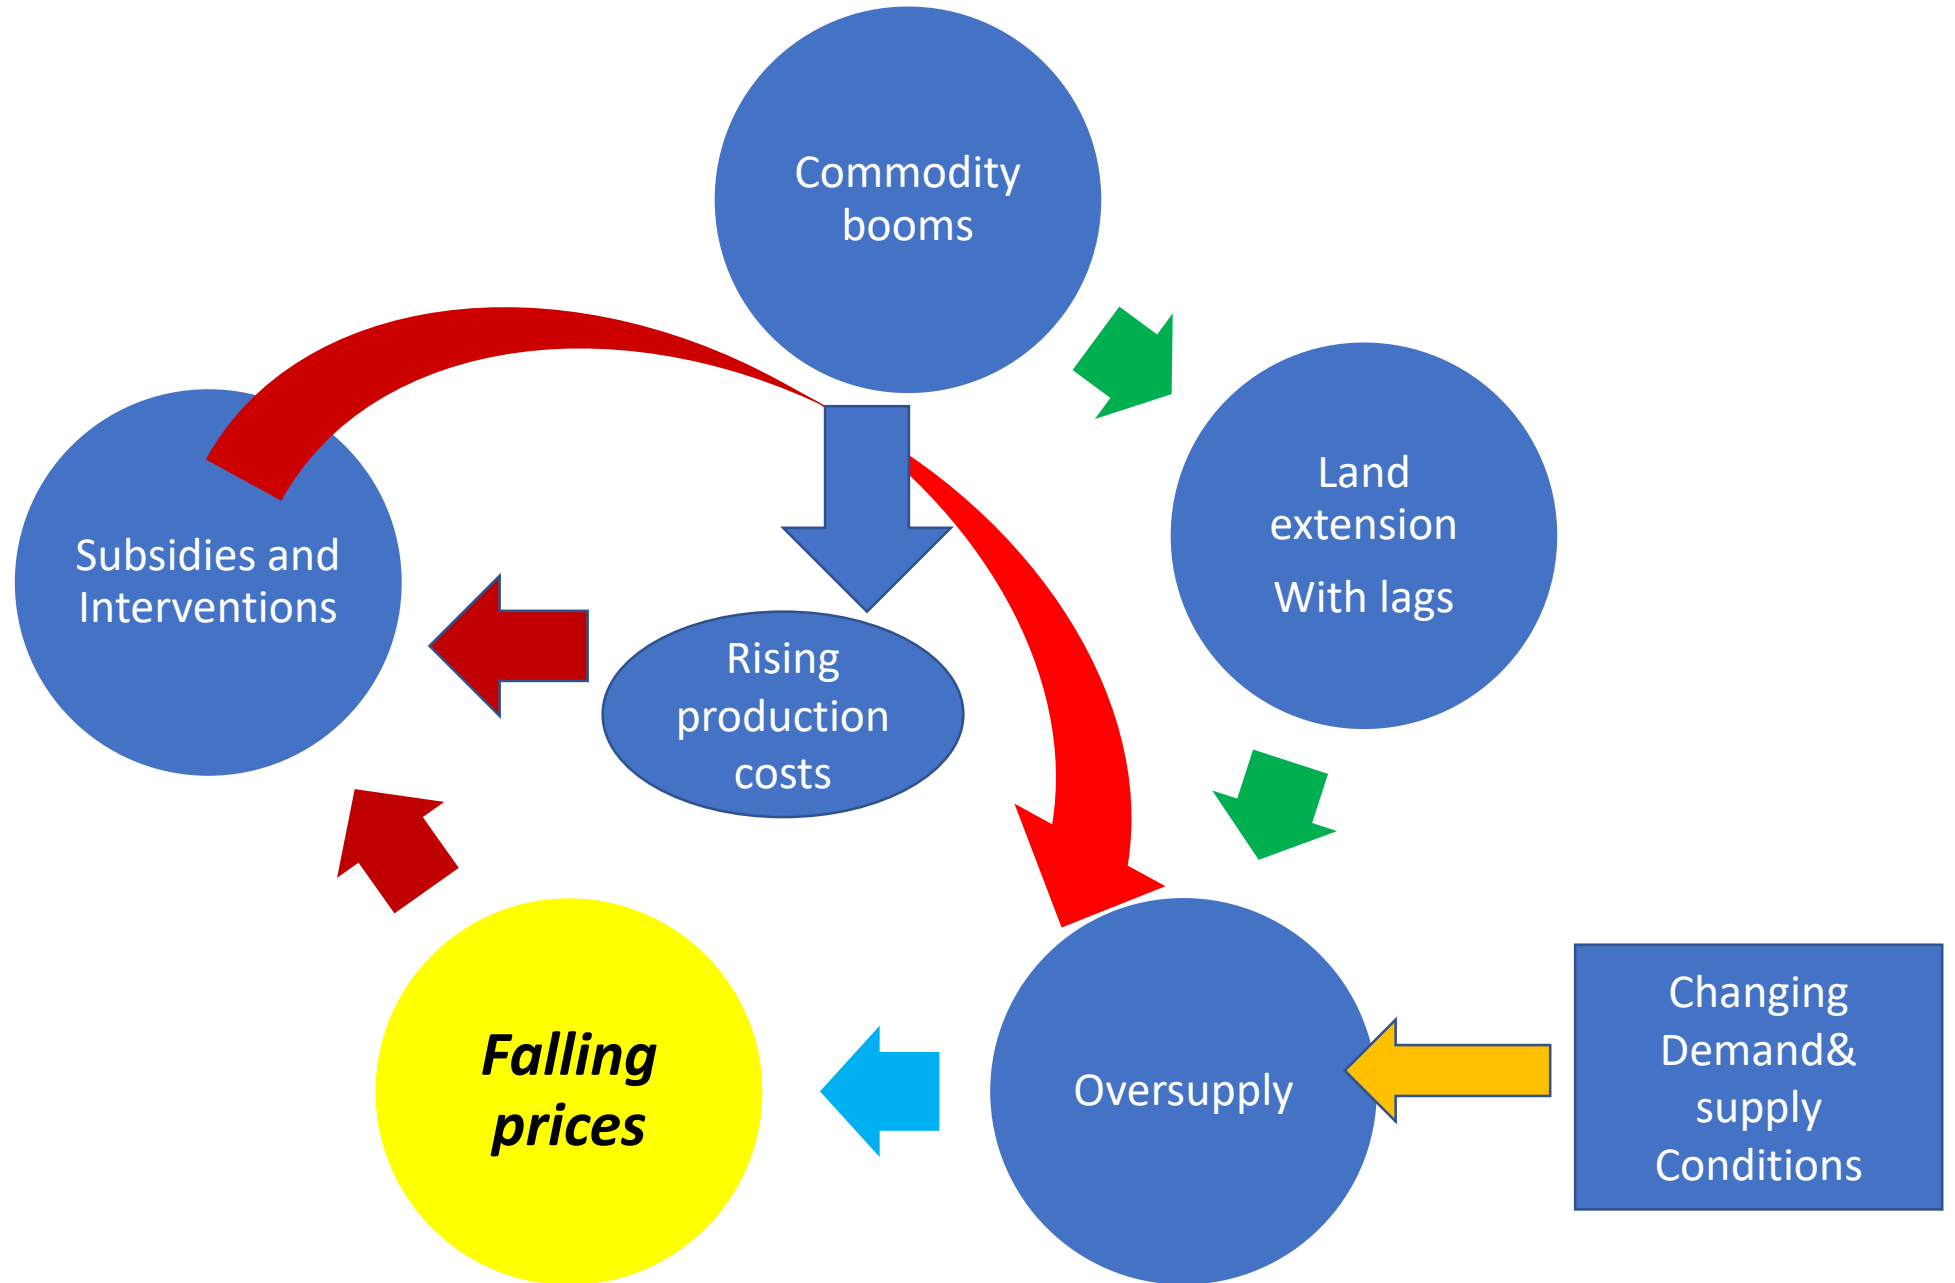 Commodity
booms
Land
extension
With lags
Subsidies and
Interventions
Rising
production
costs
Falling
prices
Oversupply
Changing
Demand&
supply
Conditions